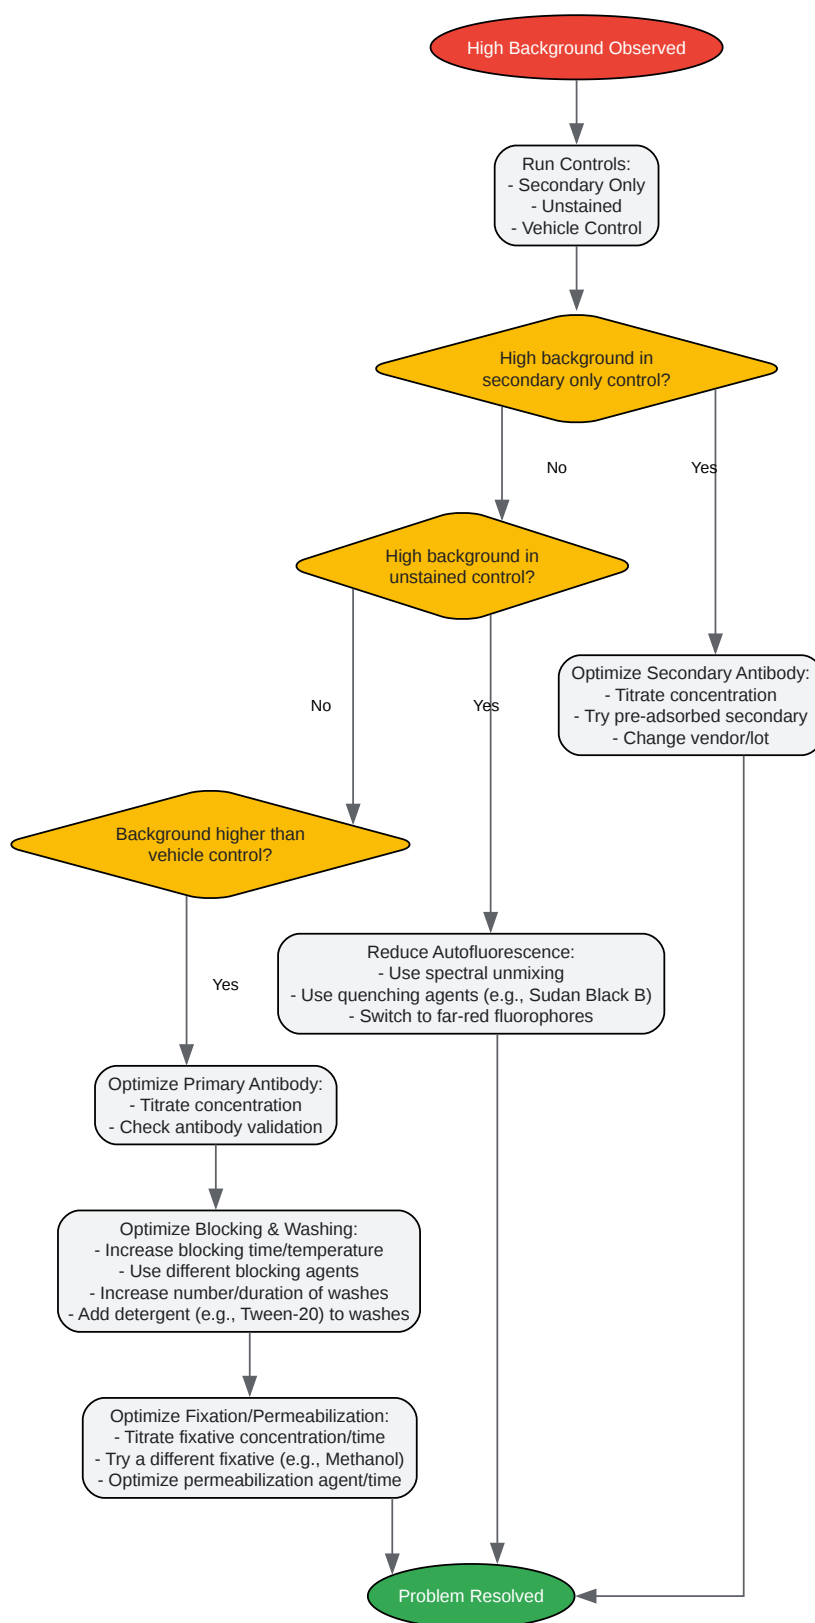 High Background Observed
Run Controls:
- Secondary Only
- Unstained
- Vehicle Control
High background in
secondary only control?
No
Yes
High background in
unstained control?
Optimize Secondary Antibody:
- Titrate concentration
- Try pre-adsorbed secondary
- Change vendor/lot
No
Yes
Background higher than
vehicle control?
Reduce Autofluorescence:
- Use spectral unmixing
- Use quenching agents (e.g., Sudan Black B)
- Switch to far-red fluorophores
Yes
Optimize Primary Antibody:
- Titrate concentration
- Check antibody validation
Optimize Blocking & Washing:
- Increase blocking time/temperature
- Use different blocking agents
- Increase number/duration of washes
- Add detergent (e.g., Tween-20) to washes
Optimize Fixation/Permeabilization:
- Titrate fixative concentration/time
- Try a different fixative (e.g., Methanol)
- Optimize permeabilization agent/time
Problem Resolved